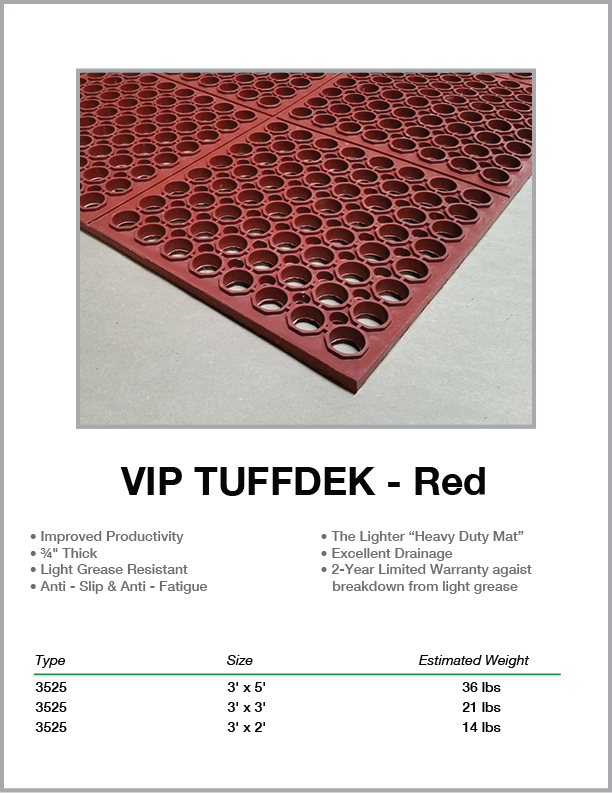 VIP TUFFDEK - Red
• Improved Productivity
• ¾" Thick
• Light Grease Resistant
• Anti - Slip & Anti - Fatigue
• The Lighter “Heavy Duty Mat”
• Excellent Drainage
• 2-Year Limited Warranty agaist
breakdown from light grease
Type Size Estimated Weight
3525 3' x 5' 36 lbs
3525 3' x 3' 21 lbs
3525 3' x 2' 14 lbs